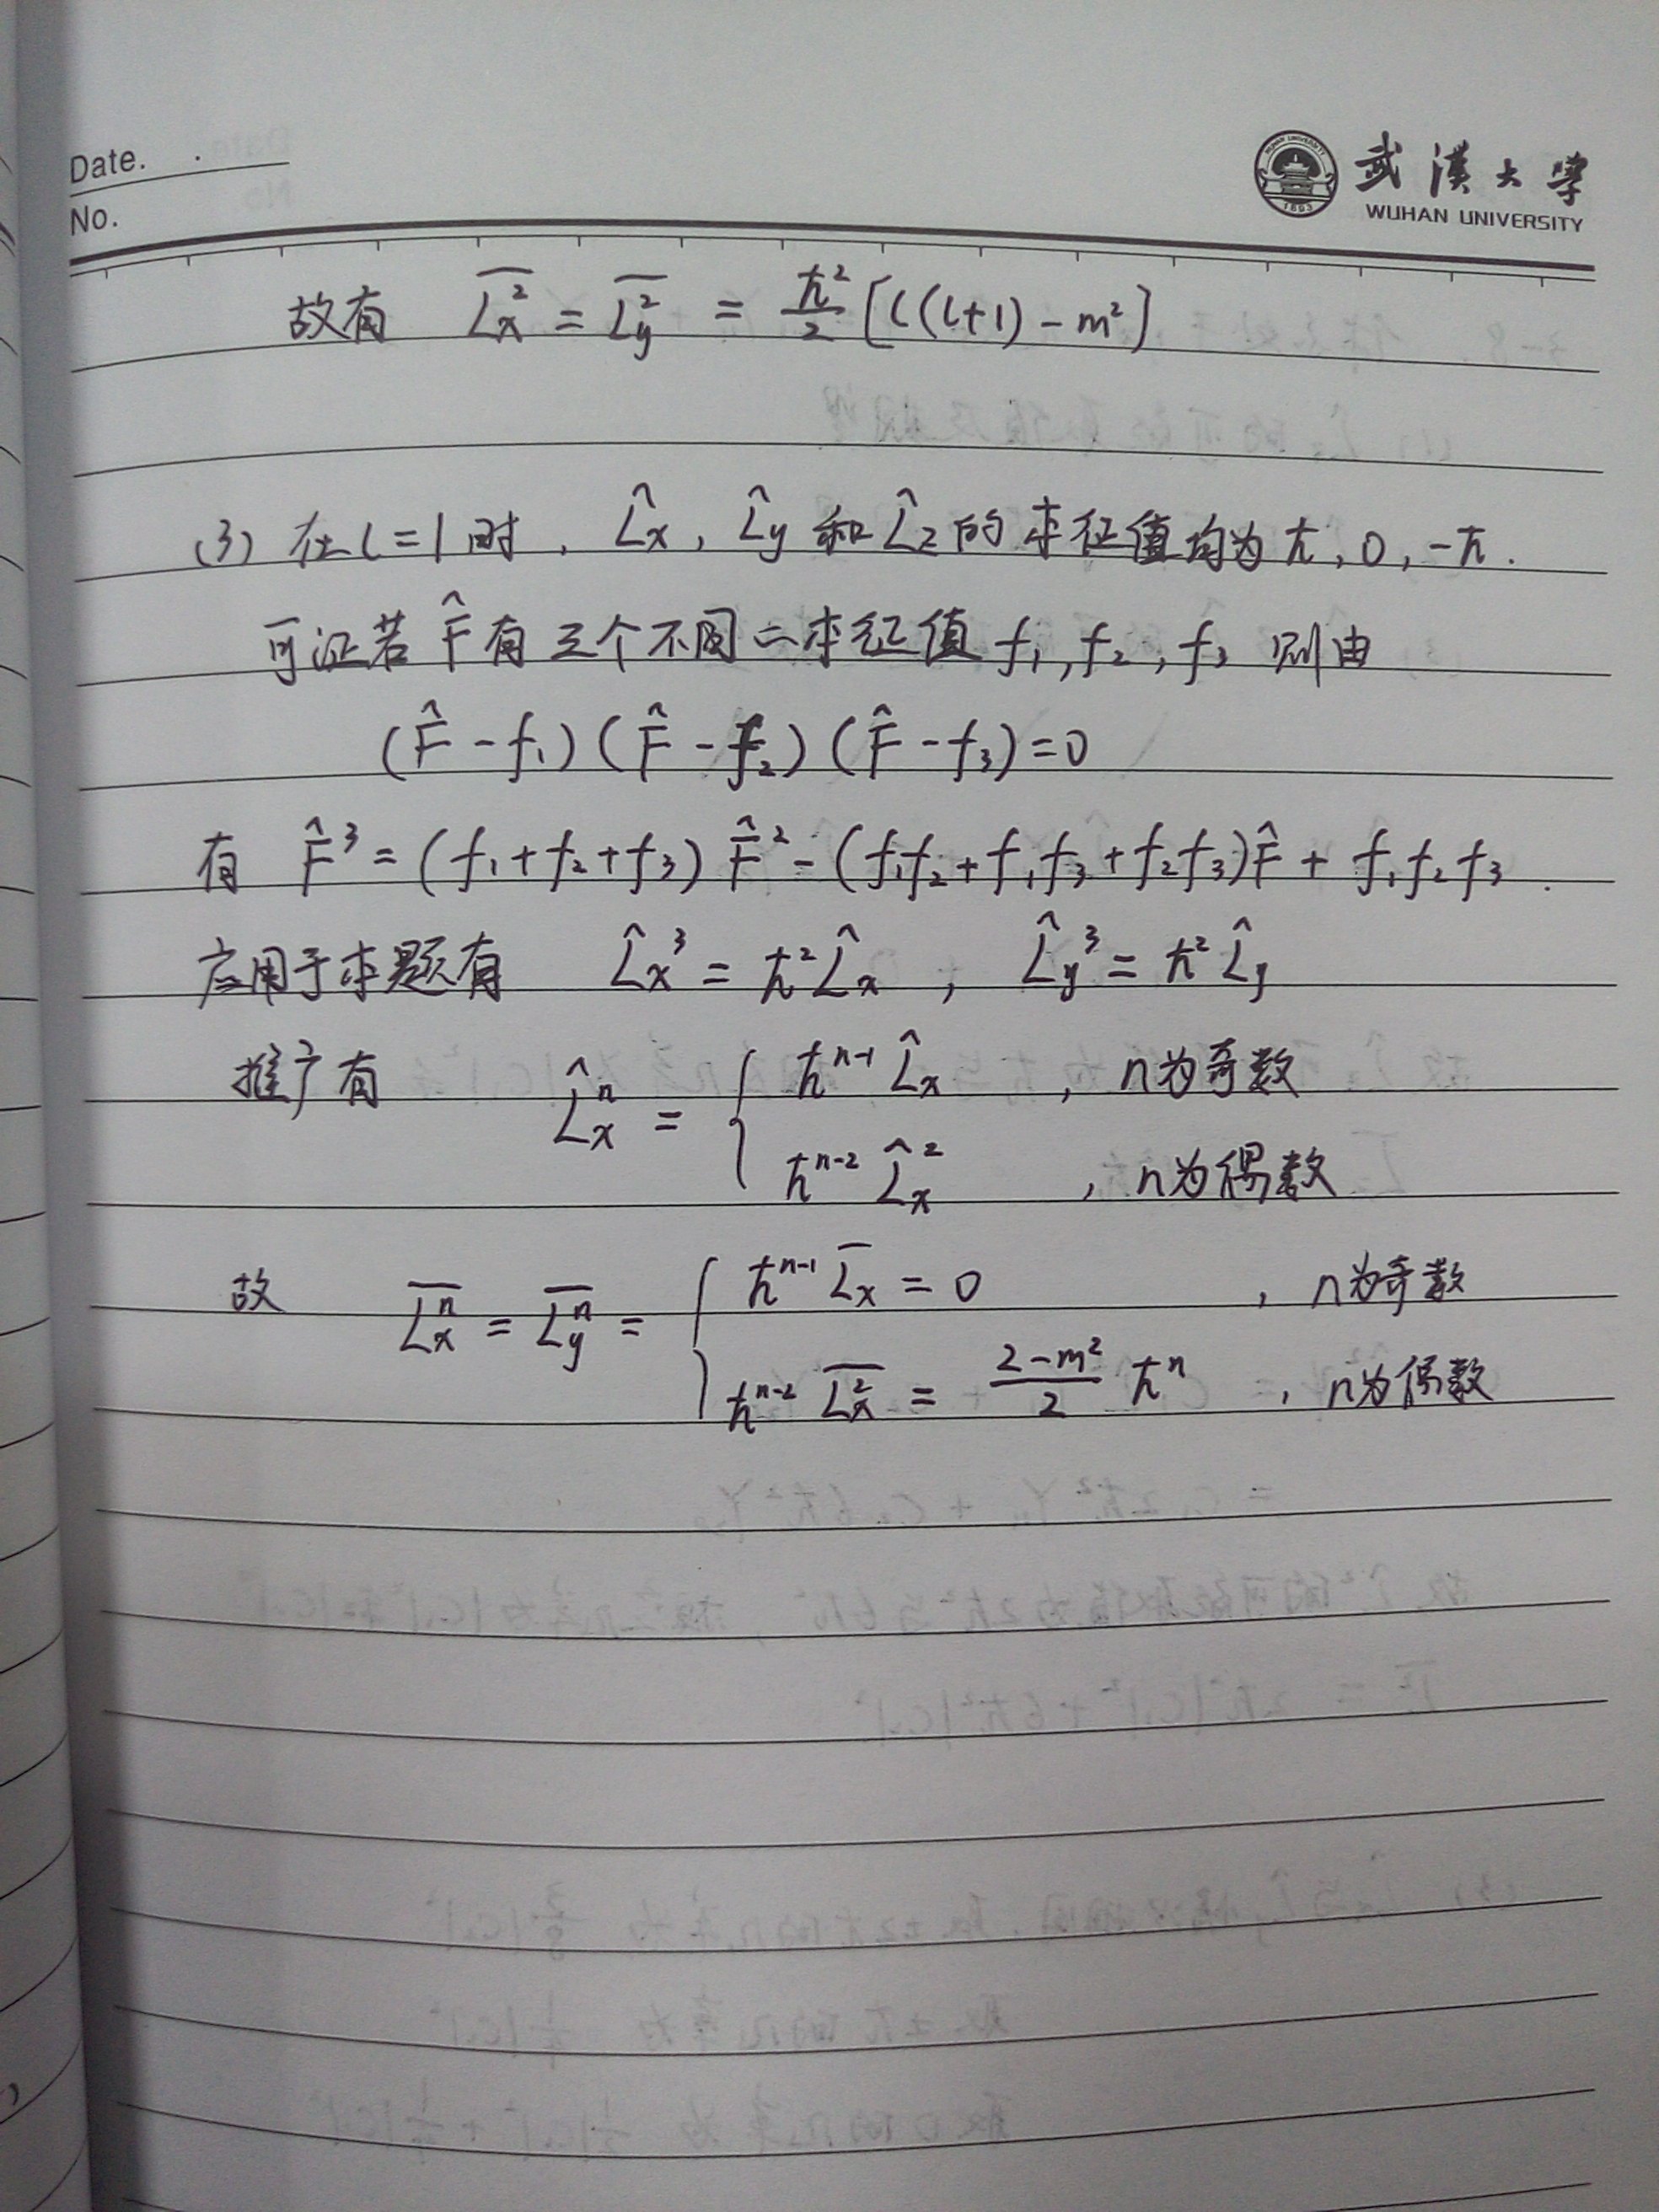 Date. .
No.
武漢大學
WUHAN UNIVERSITY
1893
故有 $\overline{L_x^2} = \overline{L_y^2} = \frac{\hbar^2}{2}[l(l+1)-m^2]$
(3) 在 l=1 时, $\hat{L}_x$, $\hat{L}_y$ 和 $\hat{L}_z$ 的本征值均为 ħ, 0, -ħ.
可证若 $\hat{F}$ 有三个不同的本征值 $f_1, f_2, f_3$ 则由
$(\hat{F}-f_1)(\hat{F}-f_2)(\hat{F}-f_3)=0$
有 $\hat{F}^3=(f_1+f_2+f_3)\hat{F}^2-(f_1f_2+f_1f_3+f_2f_3)\hat{F}+f_1f_2f_3$.
应用于本题有 $\hat{L}_x^3=\hbar^2\hat{L}_x$, $\hat{L}_y^3=\hbar^2\hat{L}_y$
推广有 $\hat{L}_x^n = \begin{cases} \hbar^{n-1}\hat{L}_x & , n为奇数 \\ \hbar^{n-2}\hat{L}_x^2 & , n为偶数 \end{cases}$
故 $\overline{L_x^n} = \overline{L_y^n} = \begin{cases} \hbar^{n-1}\overline{L_x}=0 & , n为奇数 \\ \hbar^{n-2}\overline{L_x^2}=\frac{2-m^2}{2}\hbar^n & , n为偶数 \end{cases}$